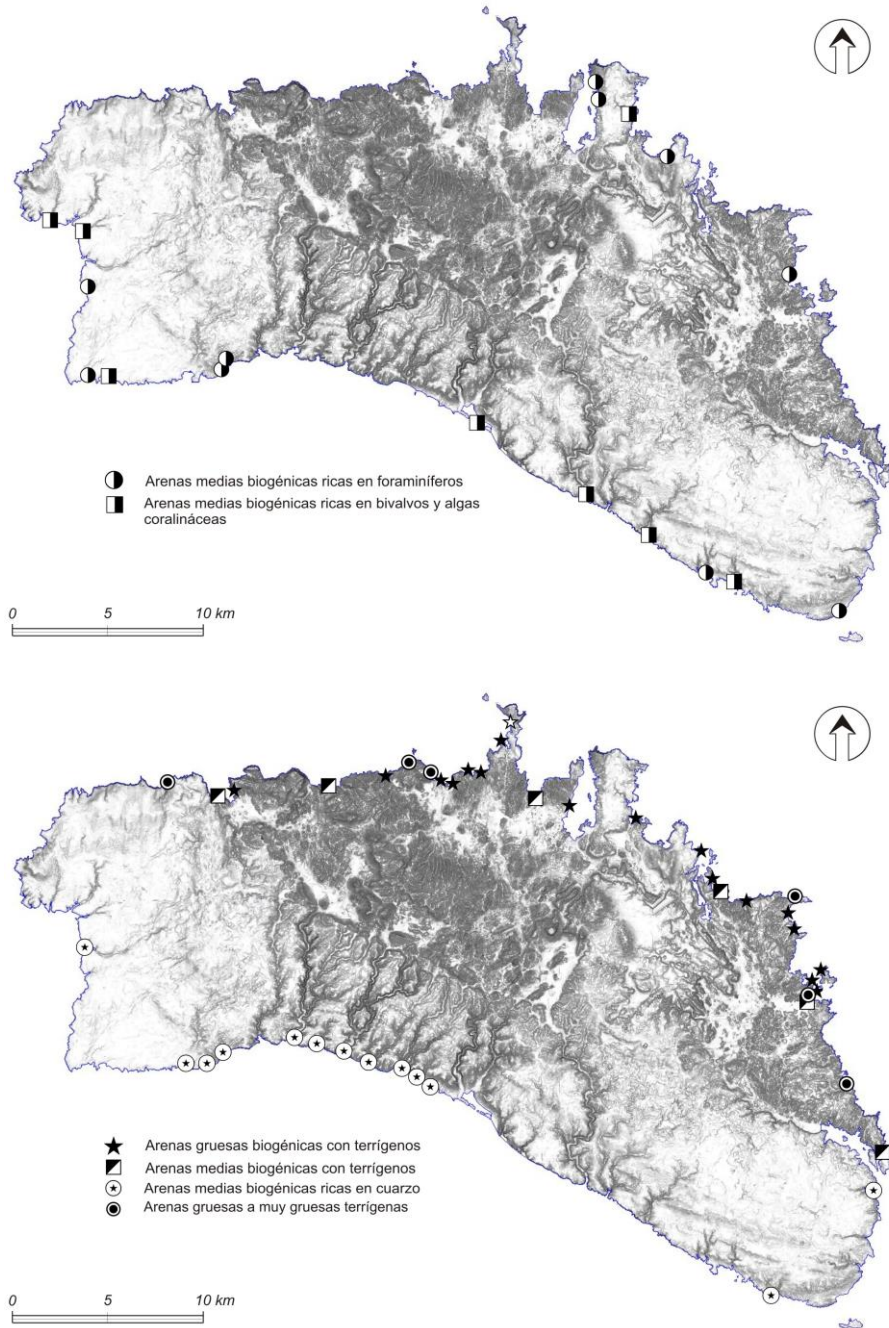 Arenas medias biogénicas ricas en foraminíferos
Arenas medias biogénicas ricas en bivalvos y algas
coralináceas
0 5 10 km
Arenas gruesas biogénicas con terrígenos
Arenas medias biogénicas con terrígenos
Arenas medias biogénicas ricas en cuarzo
Arenas gruesas a muy gruesas terrígenas
0 5 10 km